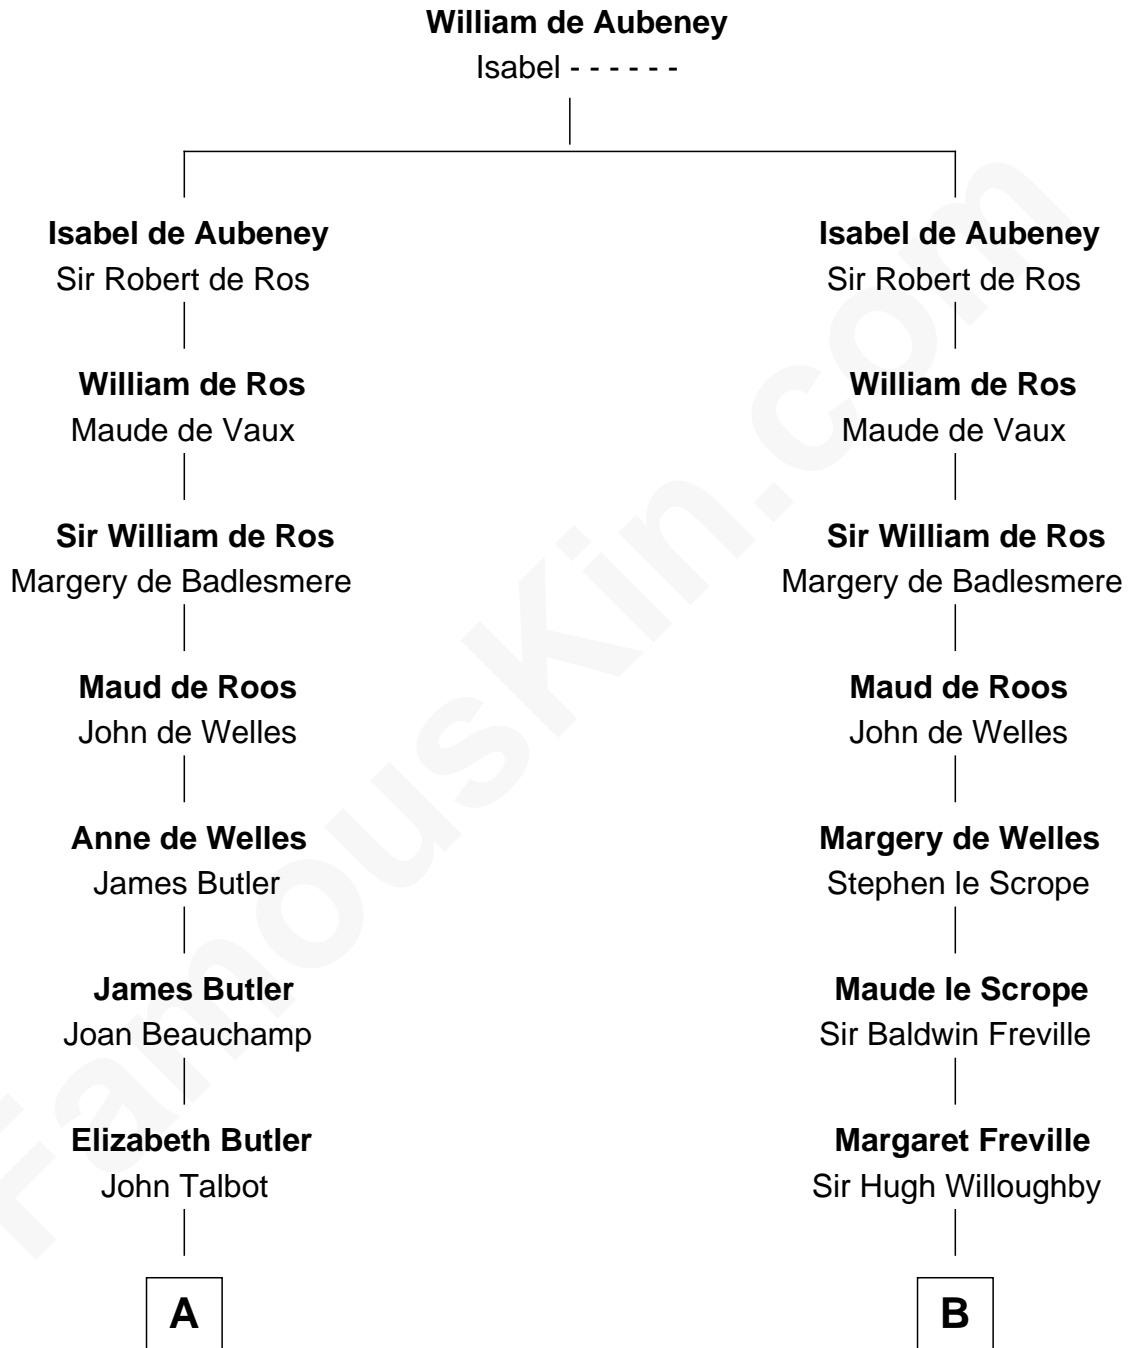 William de Aubeney
Isabel - - - - - -
Isabel de Aubeney
Sir Robert de Ros
William de Ros
Maude de Vaux
Sir William de Ros
Margery de Badlesmere
Maud de Roos
John de Welles
Anne de Welles
James Butler
James Butler
Joan Beauchamp
Elizabeth Butler
John Talbot
A
Isabel de Aubeney
Sir Robert de Ros
William de Ros
Maude de Vaux
Sir William de Ros
Margery de Badlesmere
Maud de Roos
John de Welles
Margery de Welles
Stephen le Scrope
Maude le Scrope
Sir Baldwin Freville
Margaret Freville
Sir Hugh Willoughby
B
FamousKin.com